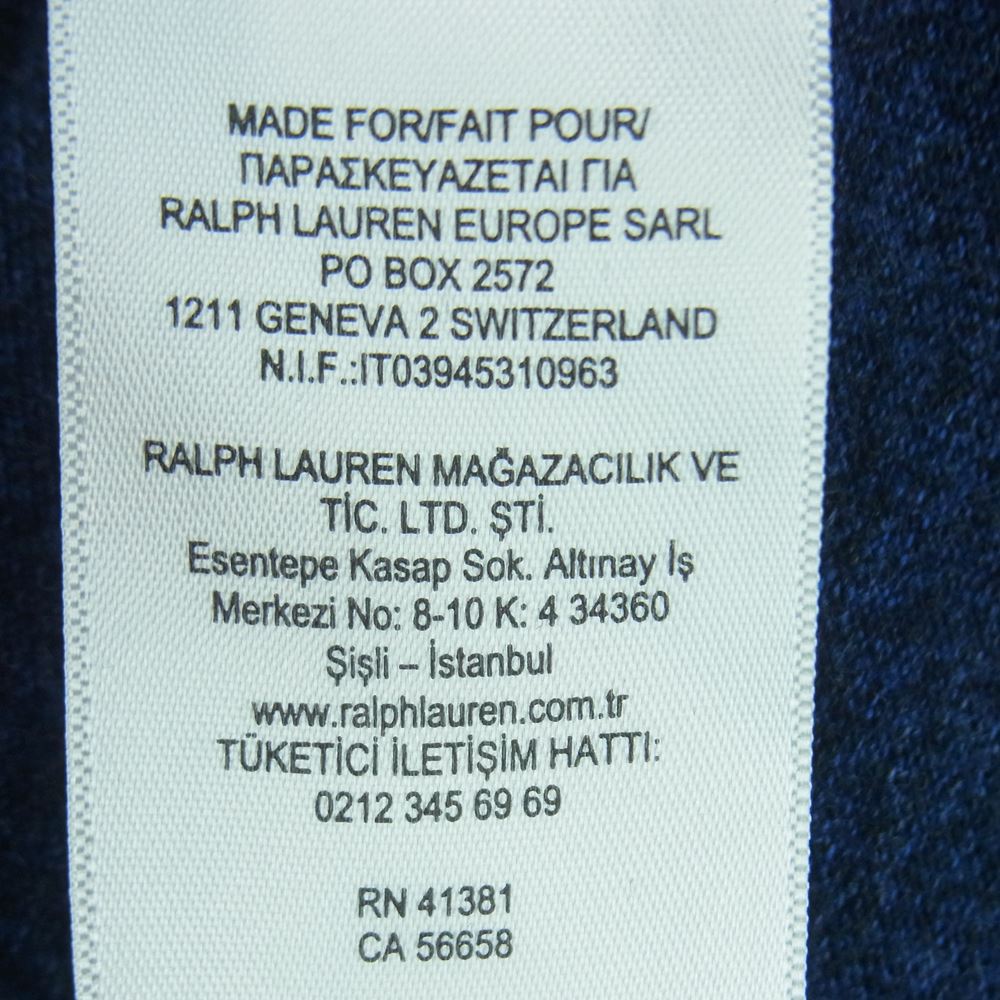 MADE FOR/FAIT POUR/
ΠΑΡΑΣΚΕΥΑΖΕΤΑΙ ΓΙΑ
RALPH LAUREN EUROPE SARL
PO BOX 2572
1211 GENEVA 2 SWITZERLAND
N.I.F.:IT03945310963
RALPH LAUREN MAĞAZACILIK VE
TİC. LTD. ŞTİ.
Esentepe Kasap Sok. Altınay İş
Merkezi No: 8-10 K: 4 34360
Şişli – İstanbul
www.ralphlauren.com.tr
TÜKETİCİ İLETİŞİM HATTI:
0212 345 69 69
RN 41381
CA 56658